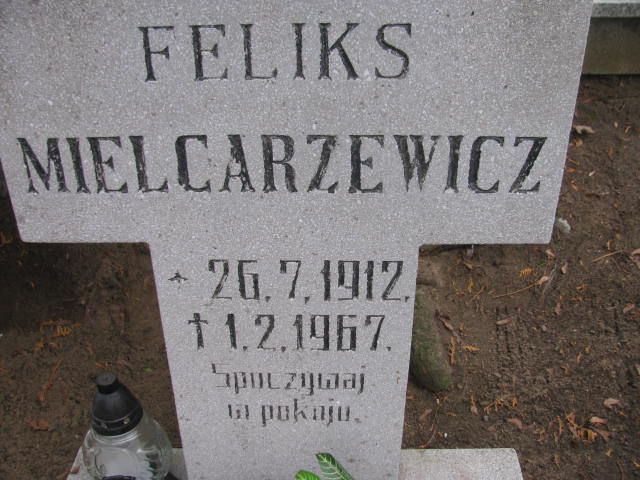 FELIKS
MIELCARZEWICZ
* 26.7.1912.
† 1.2.1967.
Spoczywaj
w pokoju.